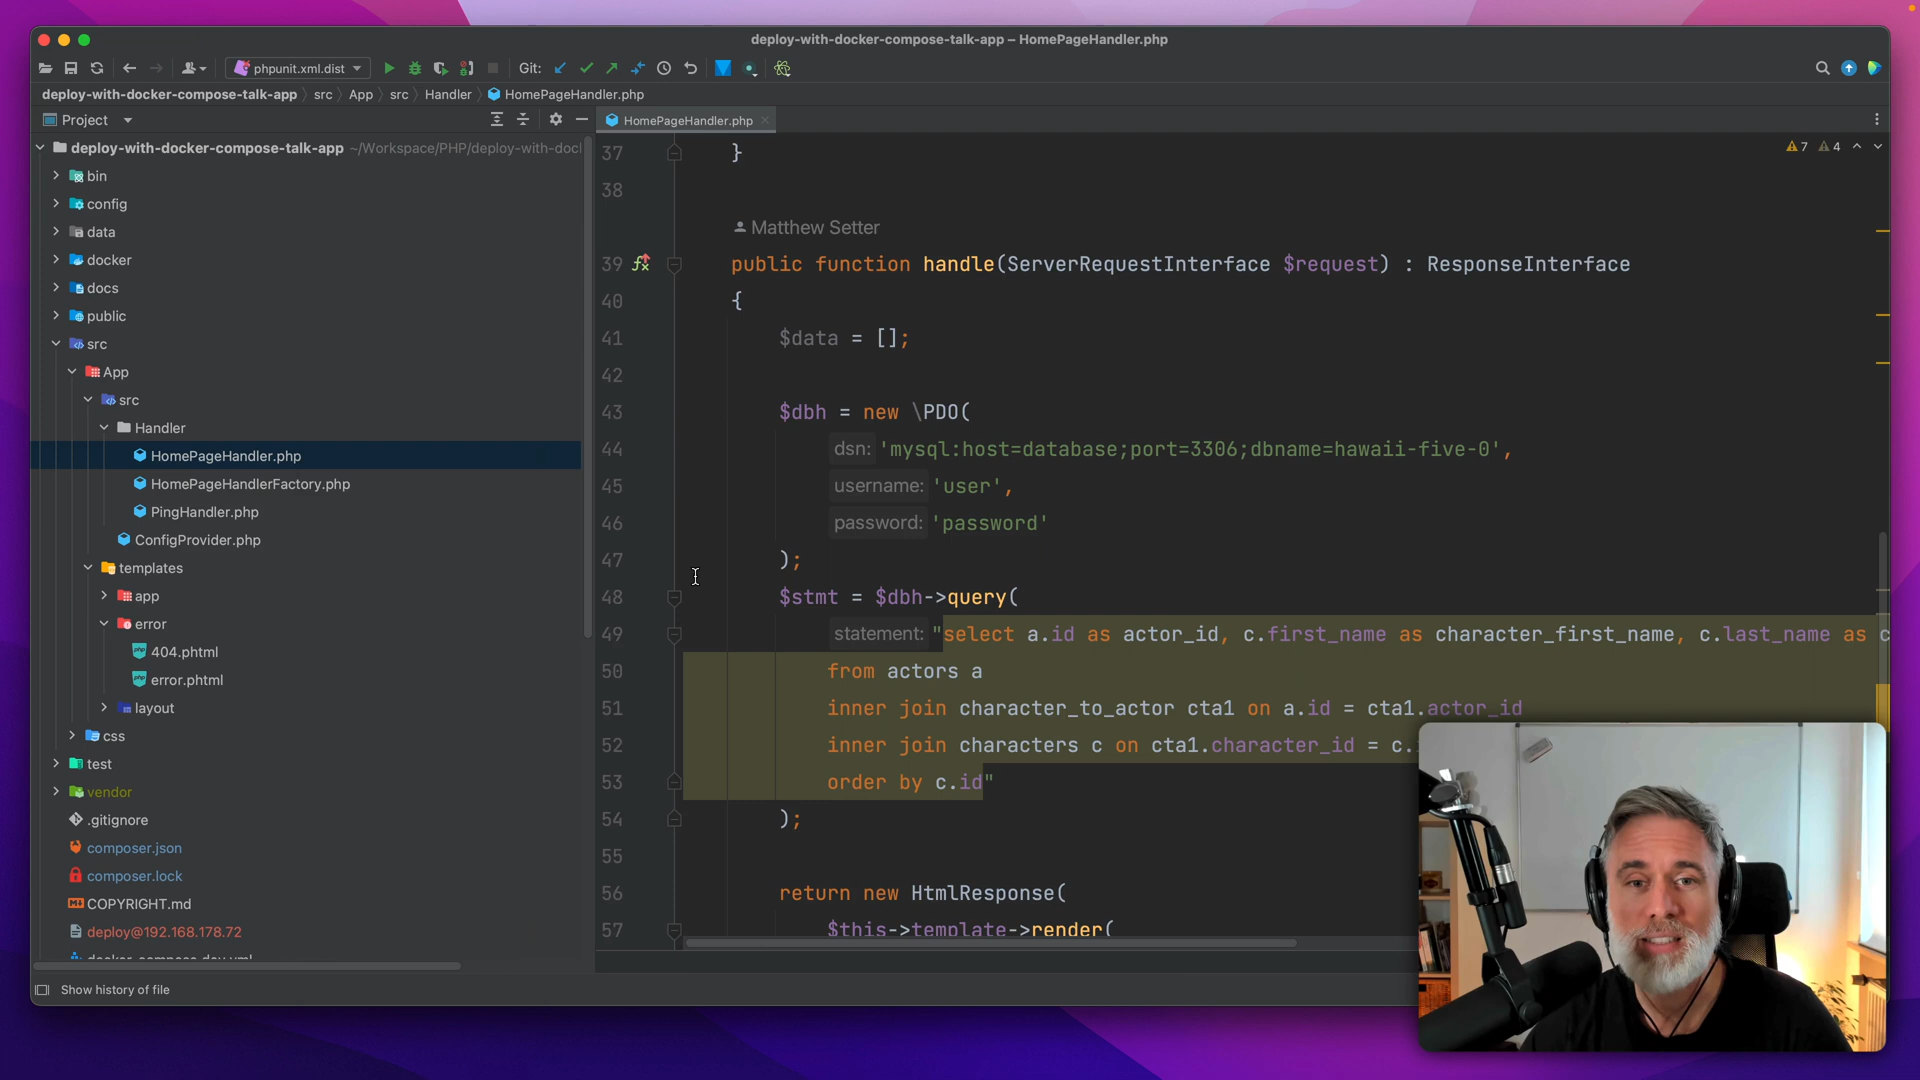 deploy-with-docker-compose-talk-app – HomePageHandler.php
phpunit.xml.dist
Git:
deploy-with-docker-compose-talk-app
src
App
src
Handler
HomePageHandler.php
Project
HomePageHandler.php
deploy-with-docker-compose-talk-app ~/Workspace/PHP/deploy-with-doc
bin
config
data
docker
docs
public
src
App
src
Handler
HomePageHandler.php
HomePageHandlerFactory.php
PingHandler.php
ConfigProvider.php
templates
app
error
404.phtml
error.phtml
layout
css
test
vendor
.gitignore
composer.json
composer.lock
COPYRIGHT.md
deploy@192.168.178.72
Show history of file
7 4
37 }
38
Matthew Setter
39 public function handle(ServerRequestInterface $request) : ResponseInterface
40 {
41 $data = [];
42
43 $dbh = new \PDO(
44 dsn: 'mysql:host=database;port=3306;dbname=hawaii-five-0',
45 username: 'user',
46 password: 'password'
47 );
48 $stmt = $dbh->query(
49 statement: "select a.id as actor_id, c.first_name as character_first_name, c.last_name as c
50 from actors a
51 inner join character_to_actor cta1 on a.id = cta1.actor_id
52 inner join characters c on cta1.character_id = c.
53 order by c.id"
54 );
55
56 return new HtmlResponse(
57 $this->template->render(